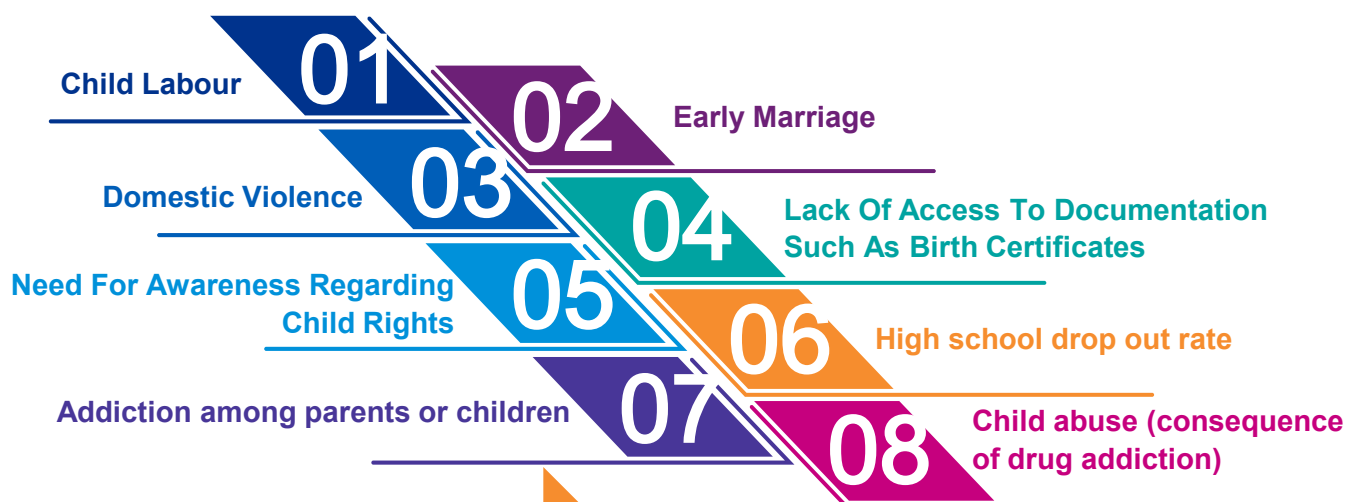 01
Child Labour
02
Early Marriage
03
Domestic Violence
04
Lack Of Access To Documentation
Such As Birth Certificates
05
Need For Awareness Regarding
Child Rights
06
High school drop out rate
07
Addiction among parents or children
08
Child abuse (consequence
of drug addiction)